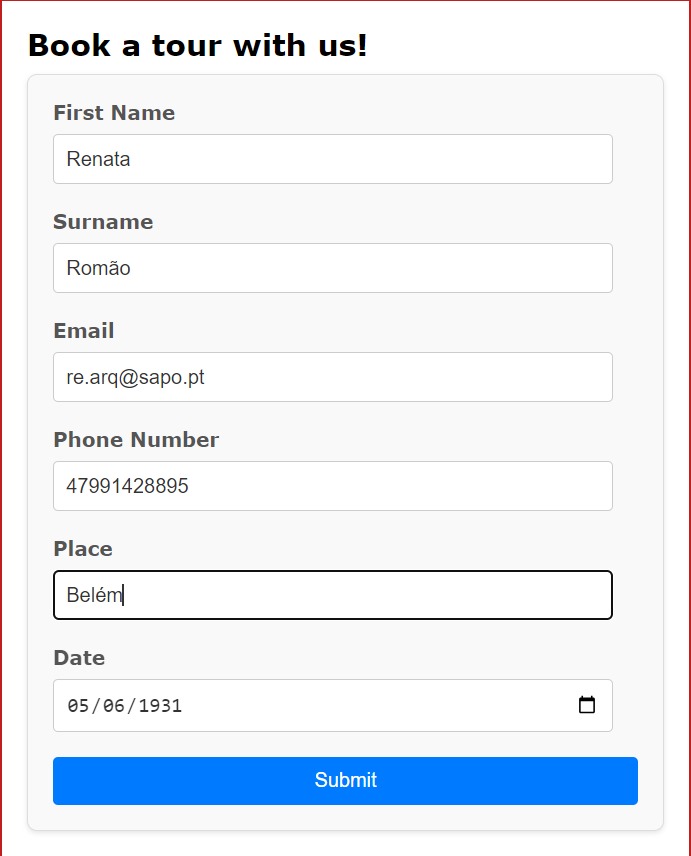 Book a tour with us!
First Name
Renata
Surname
Romão
Email
re.arq@sapo.pt
Phone Number
47991428895
Place
Belém
Date
05/06/1931
Submit